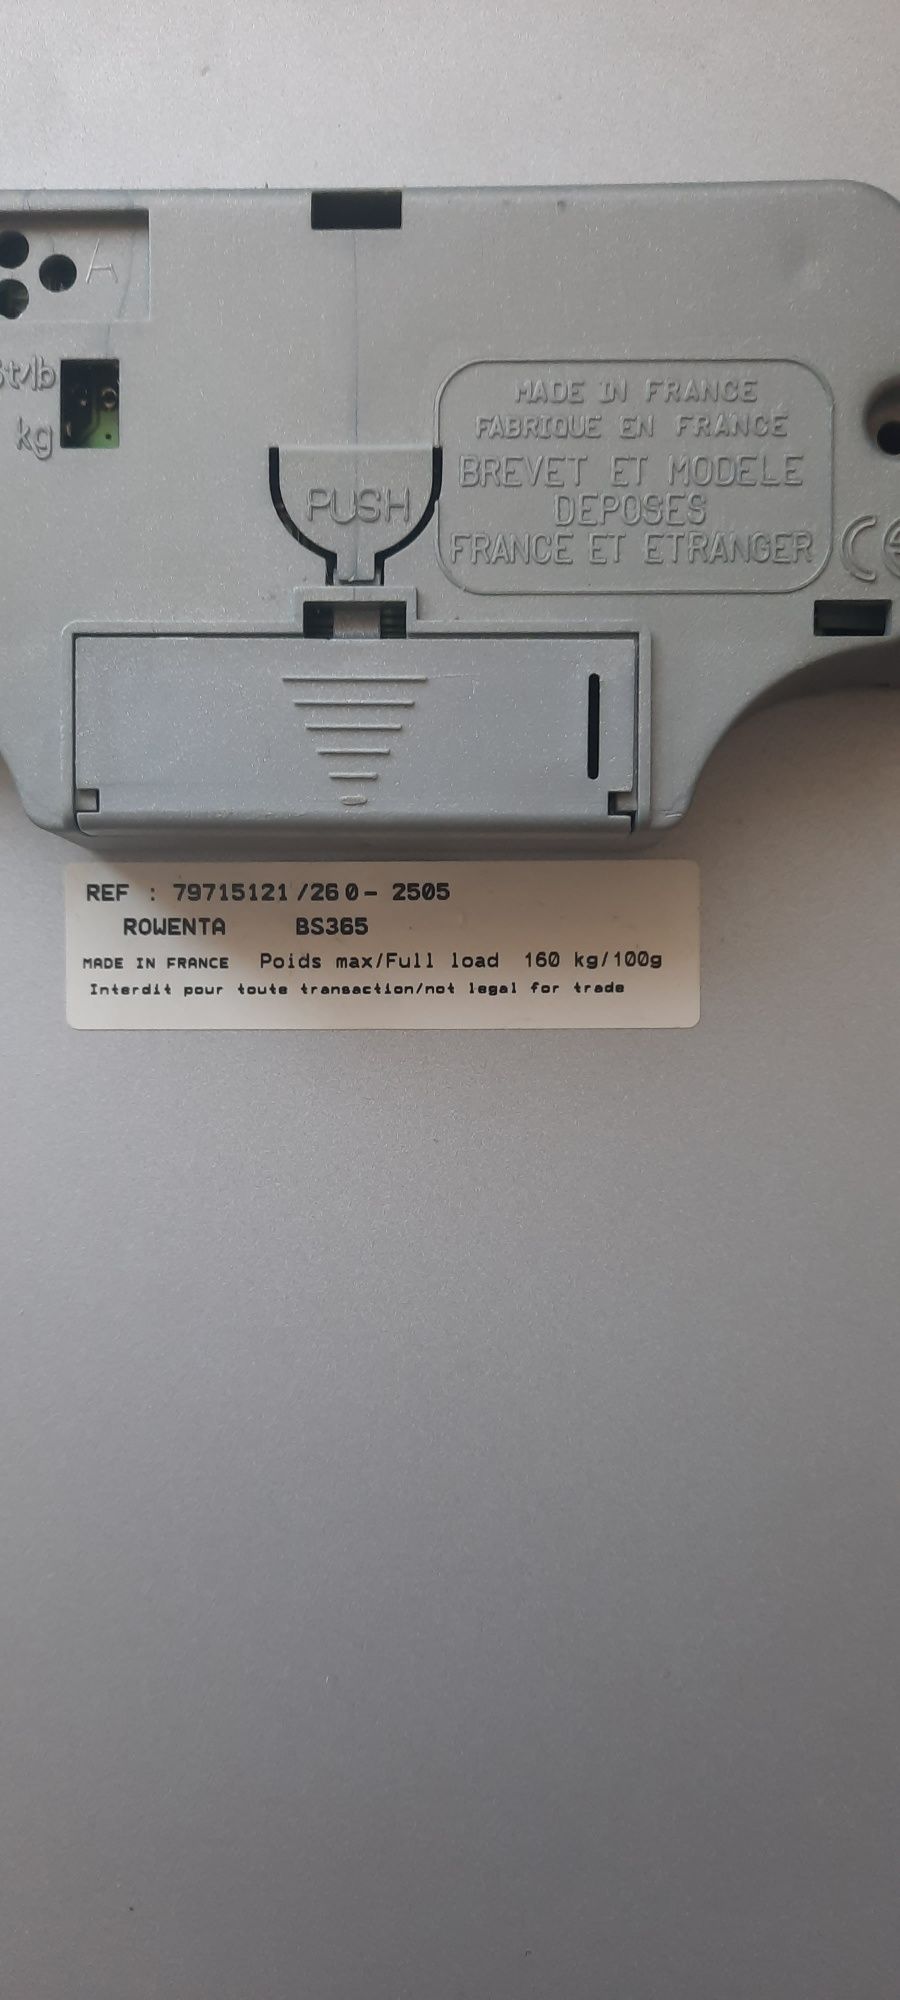 A
St/lb
kg
PUSH
MADE IN FRANCE
FABRIQUE EN FRANCE
BREVET ET MODELE
DEPOSES
FRANCE ET ETRANGER
CE
REF : 79715121/260- 2505
ROWENTA BS365
MADE IN FRANCE Poids max/Full load 160 kg/100g
Interdit pour toute transaction/not legal for trade